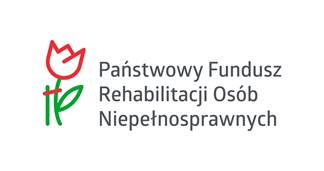 Państwowy Fundusz
Rehabilitacji Osób
Niepełnosprawnych